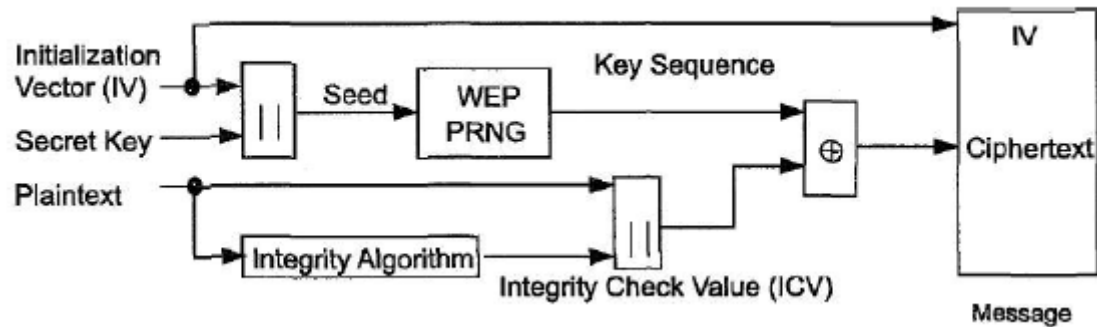 Initialization
Vector (IV)
Secret Key
Plaintext
||
Seed
WEP
PRNG
Key Sequence
Integrity Algorithm
||
Integrity Check Value (ICV)
⊕
IV
Ciphertext
Message